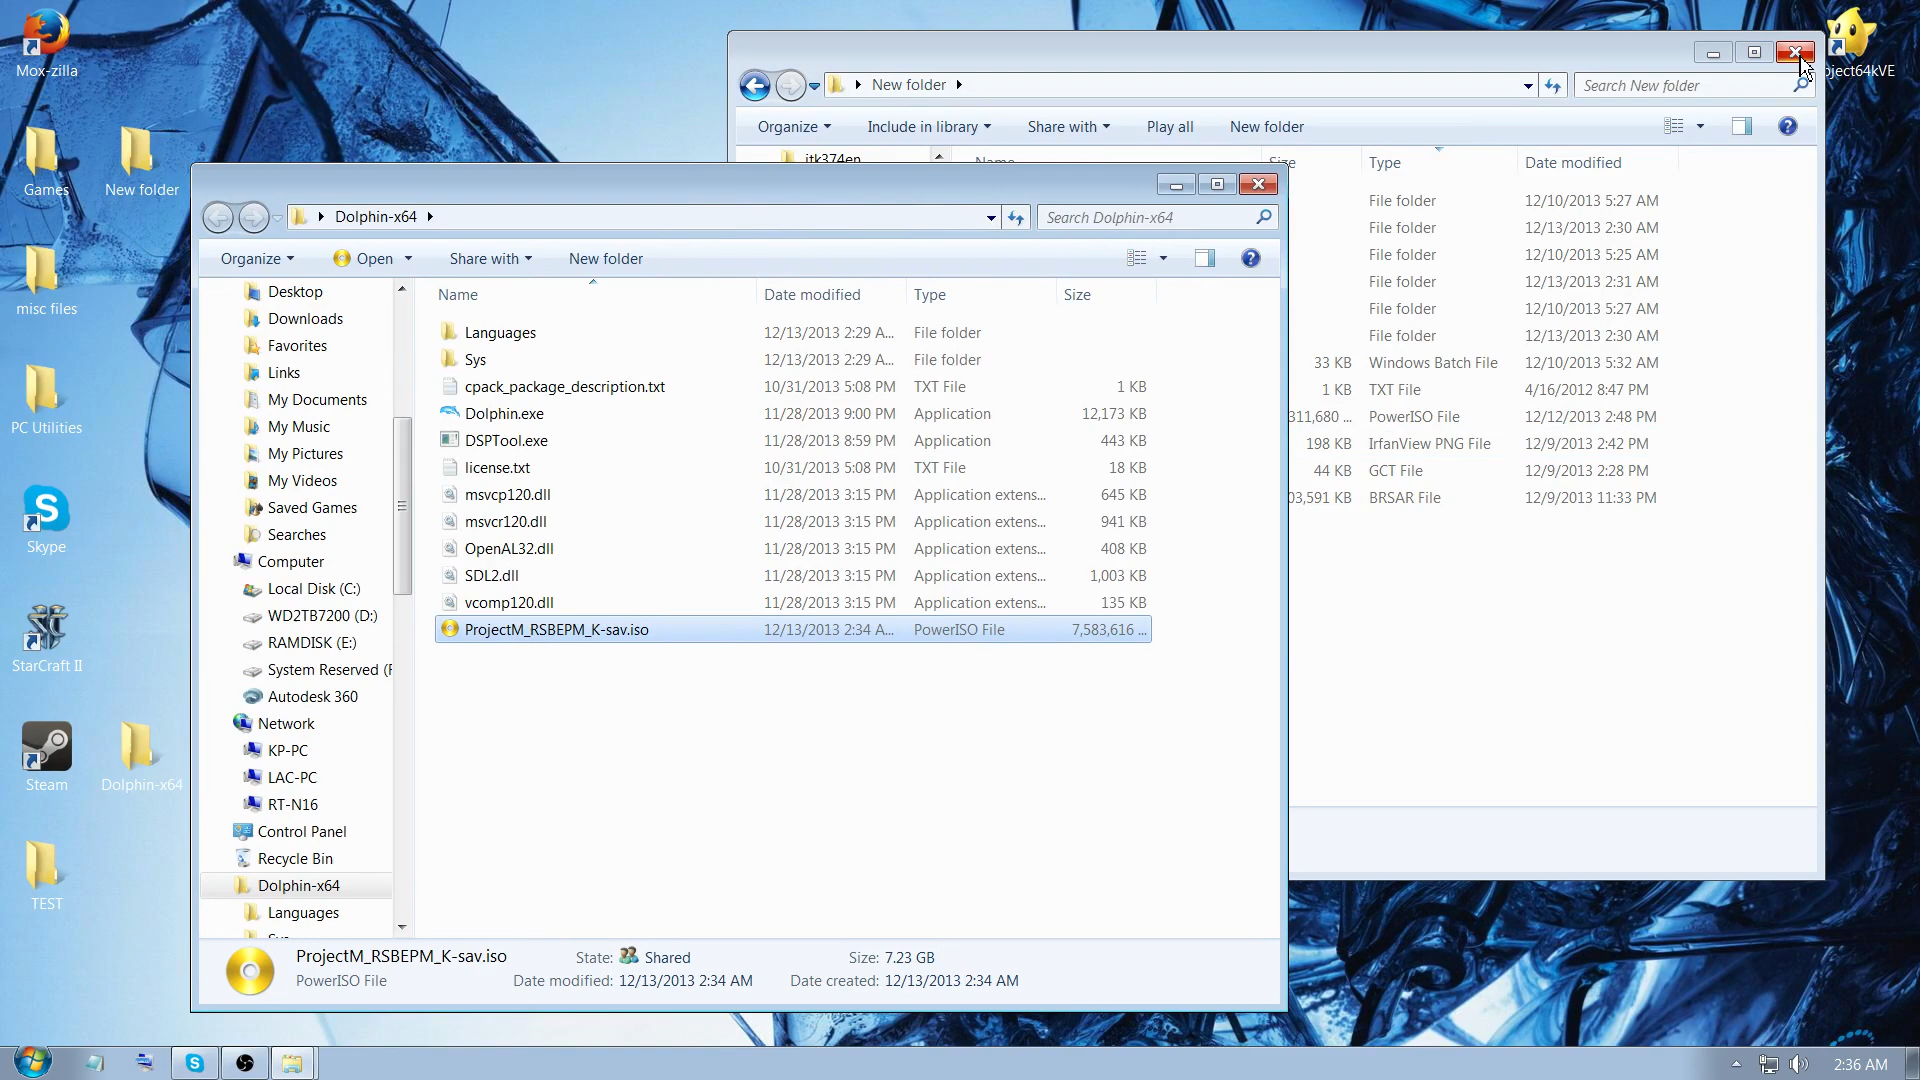 Mox-zilla
Games
New folder
misc files
PC Utilities
Skype
StarCraft II
Steam
Dolphin-x64
TEST
oject64kVE
New folder
Search New folder
Organize
Include in library
Share with
Play all
New folder
itk374en
Name
Size
Type
Date modified
File folder 12/10/2013 5:27 AM
File folder 12/13/2013 2:30 AM
File folder 12/10/2013 5:25 AM
File folder 12/13/2013 2:31 AM
File folder 12/10/2013 5:27 AM
File folder 12/13/2013 2:30 AM
33 KB Windows Batch File 12/10/2013 5:32 AM
1 KB TXT File 4/16/2012 8:47 PM
311,680 ... PowerISO File 12/12/2013 2:48 PM
198 KB IrfanView PNG File 12/9/2013 2:42 PM
44 KB GCT File 12/9/2013 2:28 PM
03,591 KB BRSAR File 12/9/2013 11:33 PM
Dolphin-x64
Search Dolphin-x64
Organize
Open
Share with
New folder
Desktop
Downloads
Favorites
Links
My Documents
My Music
My Pictures
My Videos
Saved Games
Searches
Computer
Local Disk (C:)
WD2TB7200 (D:)
RAMDISK (E:)
System Reserved (F
Autodesk 360
Network
KP-PC
LAC-PC
RT-N16
Control Panel
Recycle Bin
Dolphin-x64
Languages
Sys
Name Date modified Type Size
Languages 12/13/2013 2:29 A... File folder
Sys 12/13/2013 2:29 A... File folder
cpack_package_description.txt 10/31/2013 5:08 PM TXT File 1 KB
Dolphin.exe 11/28/2013 9:00 PM Application 12,173 KB
DSPTool.exe 11/28/2013 8:59 PM Application 443 KB
license.txt 10/31/2013 5:08 PM TXT File 18 KB
msvcp120.dll 11/28/2013 3:15 PM Application extens... 645 KB
msvcr120.dll 11/28/2013 3:15 PM Application extens... 941 KB
OpenAL32.dll 11/28/2013 3:15 PM Application extens... 408 KB
SDL2.dll 11/28/2013 3:15 PM Application extens... 1,003 KB
vcomp120.dll 11/28/2013 3:15 PM Application extens... 135 KB
ProjectM_RSBEPM_K-sav.iso 12/13/2013 2:34 A... PowerISO File 7,583,616 ...
ProjectM_RSBEPM_K-sav.iso State: Shared Size: 7.23 GB
PowerISO File Date modified: 12/13/2013 2:34 AM Date created: 12/13/2013 2:34 AM
2:36 AM